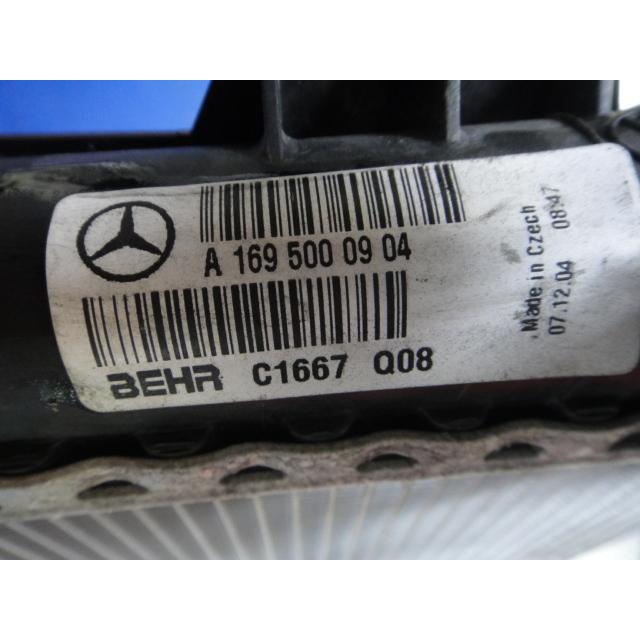 A 169 500 09 04
BEHR C1667 Q08
Made in Czech
07.12.04 08:47